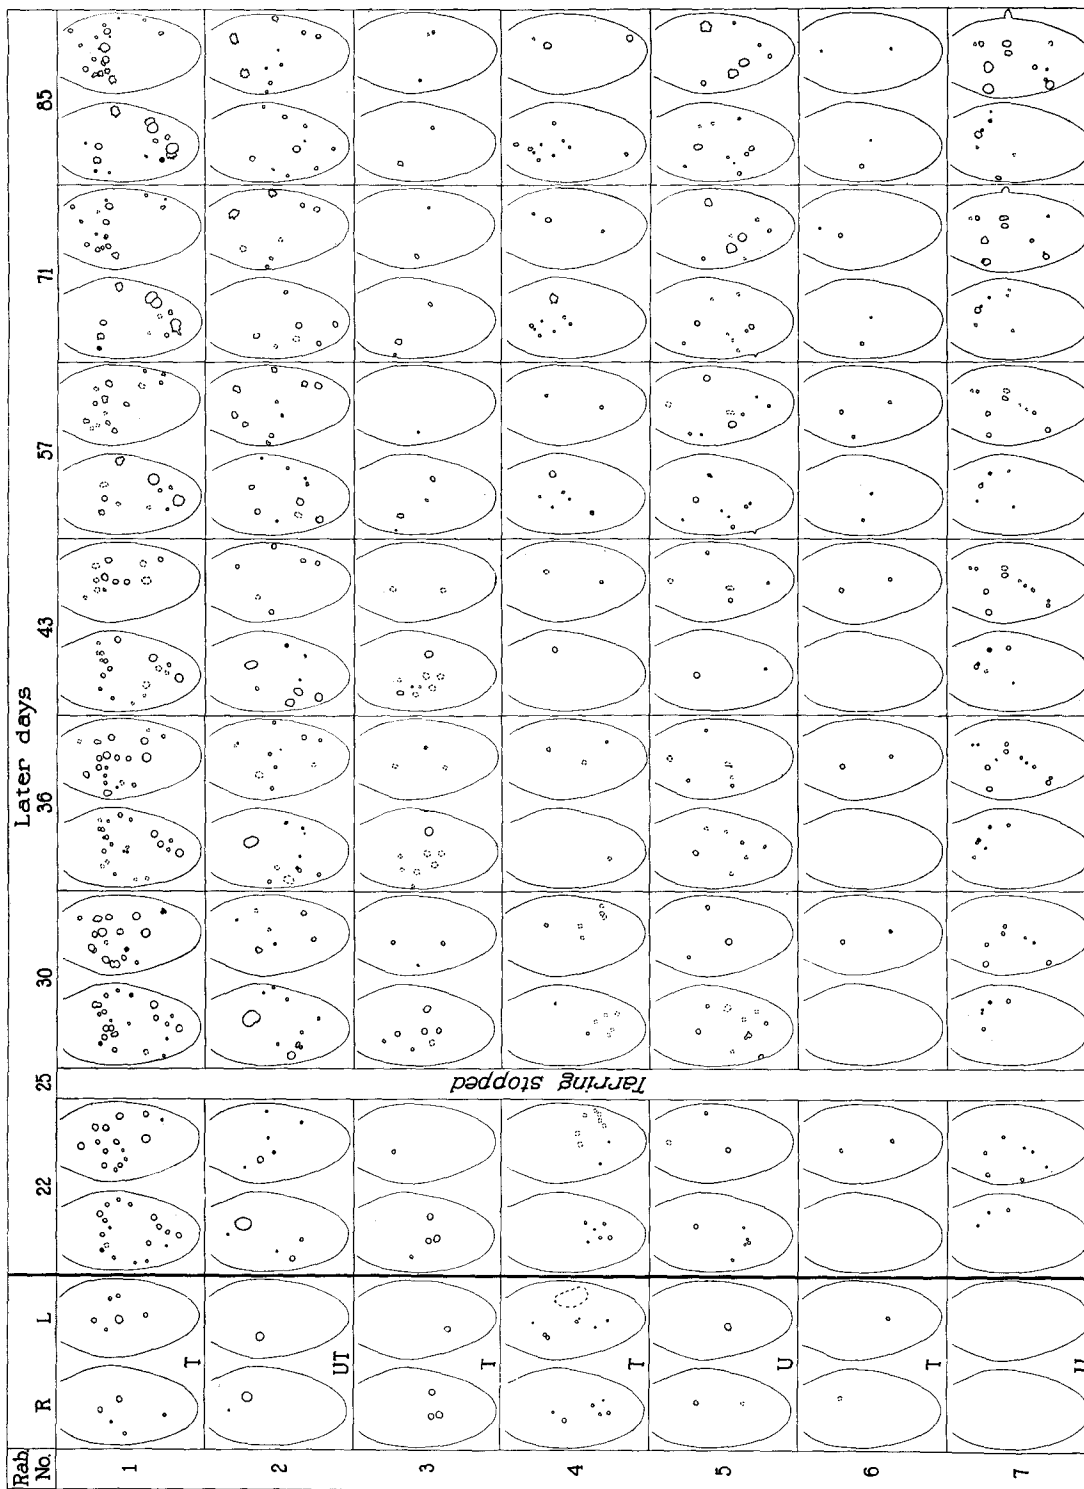 Later days
Rab. No. R L 22 25 30 36 43 57 71 85
Tarring stopped
1 T
2 UT
3 T
4 T
5 U
6 T
7 U